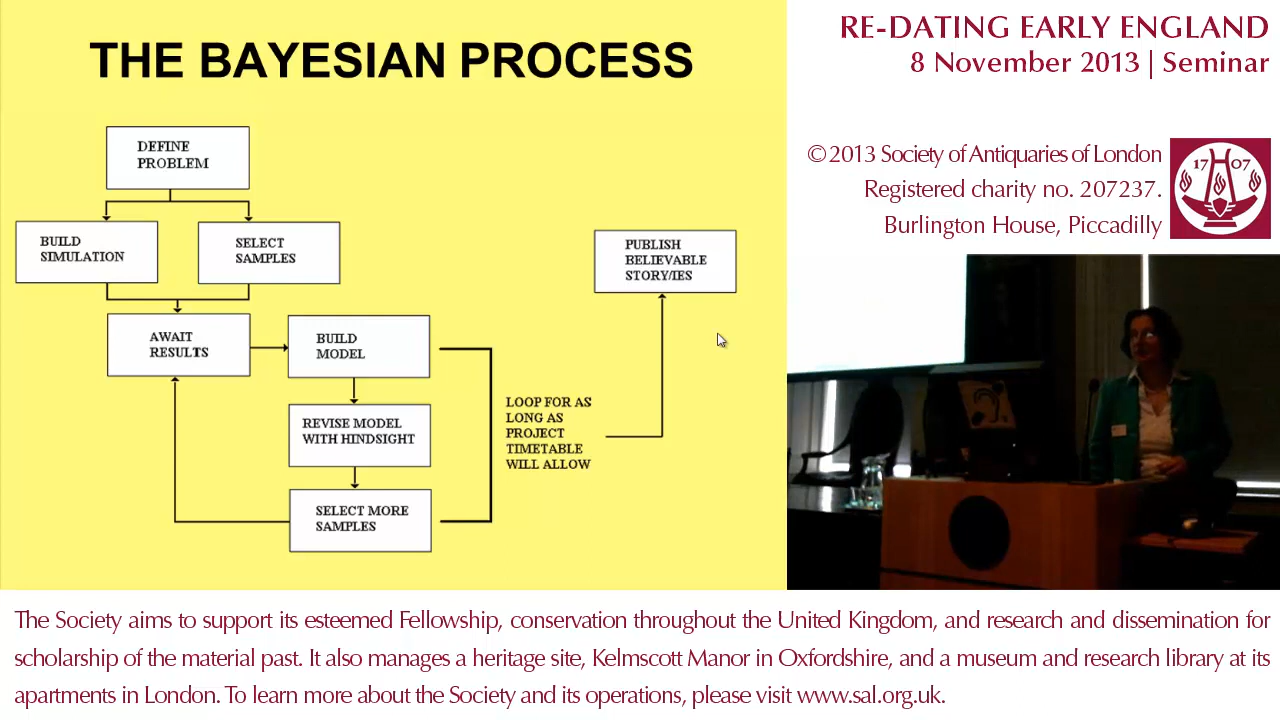 THE BAYESIAN PROCESS
DEFINE
PROBLEM
BUILD
SIMULATION
SELECT
SAMPLES
AWAIT
RESULTS
BUILD
MODEL
REVISE MODEL
WITH HINDSIGHT
SELECT MORE
SAMPLES
LOOP FOR AS
LONG AS
PROJECT
TIMETABLE
WILL ALLOW
PUBLISH
BELIEVABLE
STORY/IES
RE-DATING EARLY ENGLAND
8 November 2013 | Seminar
© 2013 Society of Antiquaries of London
Registered charity no. 207237.
Burlington House, Piccadilly
17 07
The Society aims to support its esteemed Fellowship, conservation throughout the United Kingdom, and research and dissemination for
scholarship of the material past. It also manages a heritage site, Kelmscott Manor in Oxfordshire, and a museum and research library at its
apartments in London. To learn more about the Society and its operations, please visit www.sal.org.uk.